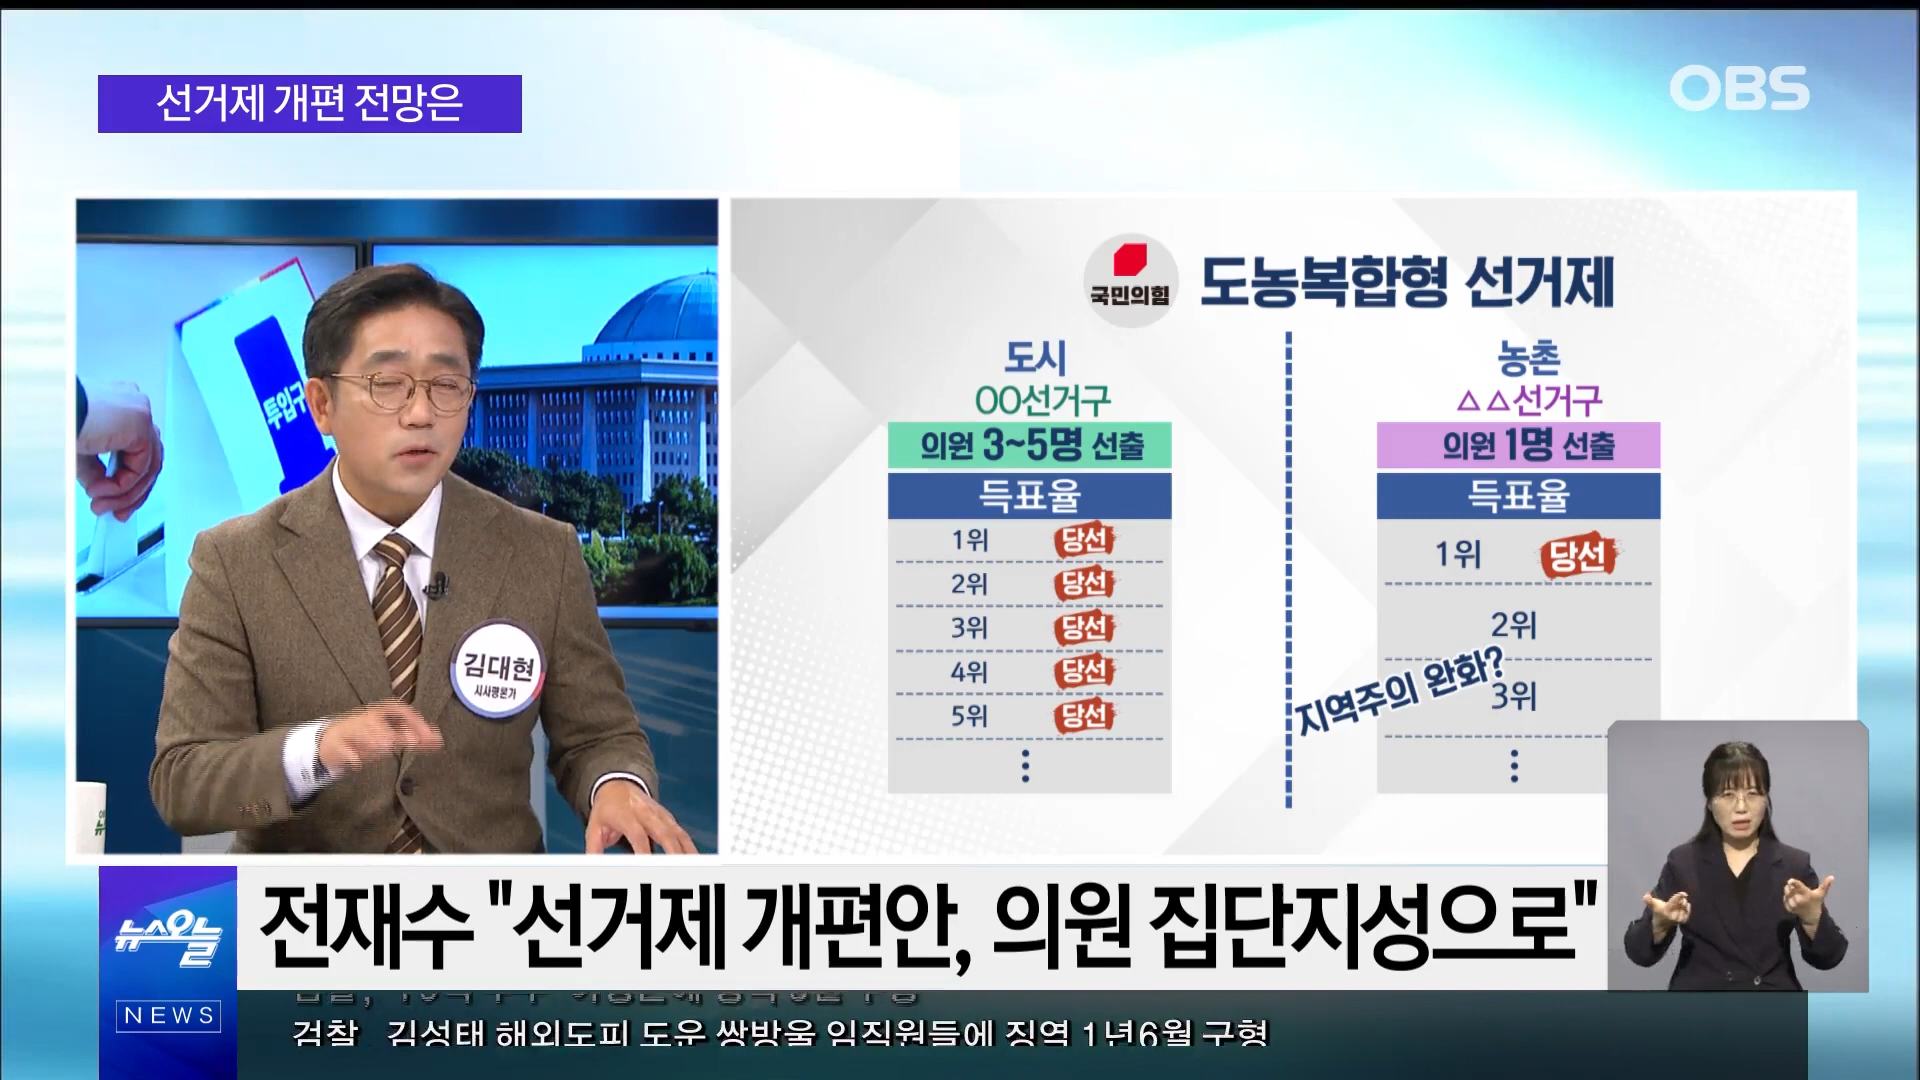 선거제 개편 전망은
OBS
투입구
국민의힘
도농복합형 선거제
도시
OO선거구
의원 3~5명 선출
득표율
1위 당선
2위 당선
3위 당선
4위 당선
5위 당선
농촌
△△선거구
의원 1명 선출
득표율
1위 당선
2위
3위
지역주의 완화?
김대현
시사평론가
뉴스오늘
NEWS
전재수 "선거제 개편안, 의원 집단지성으로"
검찰, 김성태 해외도피 도운 쌍방울 임직원들에 징역 1년6월 구형